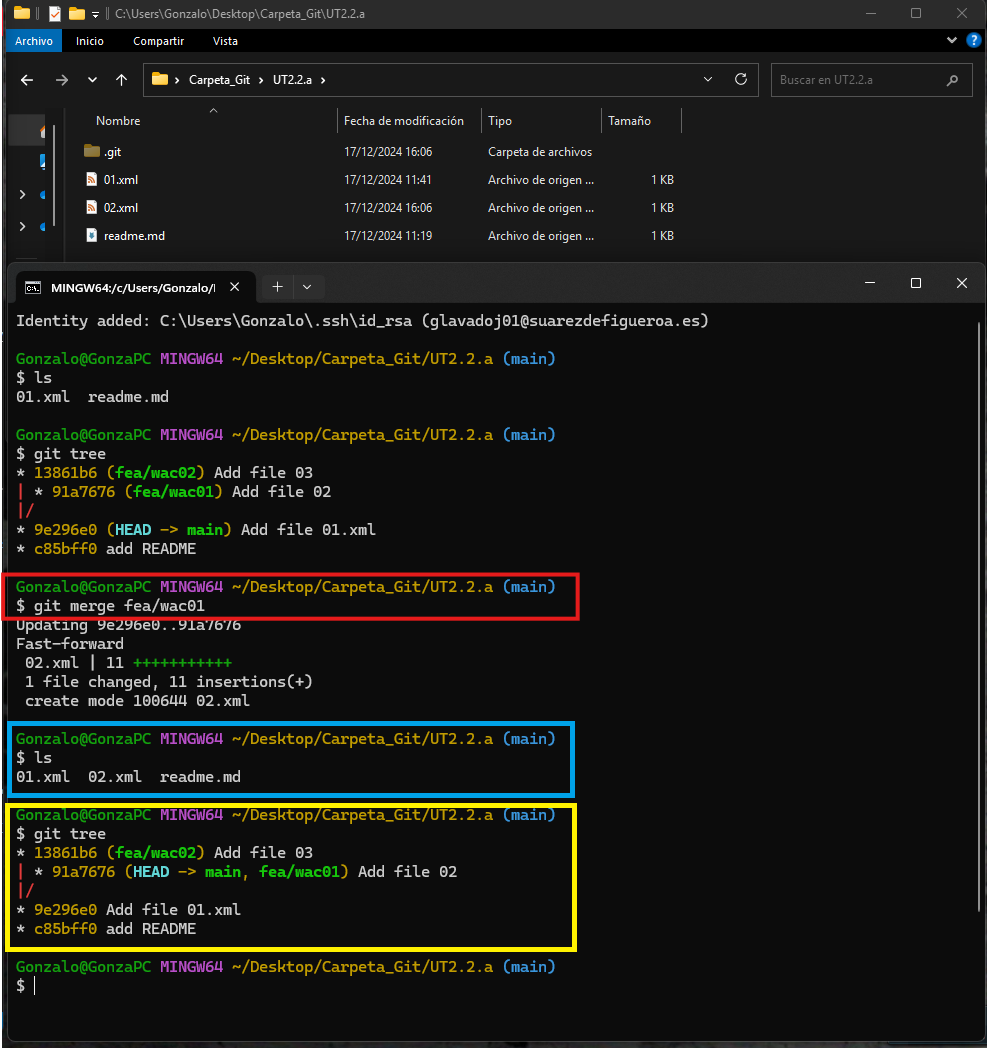 C:\Users\Gonzalo\Desktop\Carpeta_Git\UT2.2.a
Archivo Inicio Compartir Vista
Carpeta_Git UT2.2.a Buscar en UT2.2.a
Nombre Fecha de modificación Tipo Tamaño
.git 17/12/2024 16:06 Carpeta de archivos
01.xml 17/12/2024 11:41 Archivo de origen ... 1 KB
02.xml 17/12/2024 16:06 Archivo de origen ... 1 KB
readme.md 17/12/2024 11:19 Archivo de origen ... 1 KB
MINGW64:/c/Users/Gonzalo/
Identity added: C:\Users\Gonzalo\.ssh\id_rsa (glavadoj01@suarezdefigueroa.es)
Gonzalo@GonzaPC MINGW64 ~/Desktop/Carpeta_Git/UT2.2.a (main)
$ ls
01.xml  readme.md
Gonzalo@GonzaPC MINGW64 ~/Desktop/Carpeta_Git/UT2.2.a (main)
$ git tree
* 13861b6 (fea/wac02) Add file 03
| * 91a7676 (fea/wac01) Add file 02
|/
* 9e296e0 (HEAD -> main) Add file 01.xml
* c85bff0 add README
Gonzalo@GonzaPC MINGW64 ~/Desktop/Carpeta_Git/UT2.2.a (main)
$ git merge fea/wac01
Updating 9e296e0..91a7676
Fast-forward
 02.xml | 11 +++++++++++
 1 file changed, 11 insertions(+)
 create mode 100644 02.xml
Gonzalo@GonzaPC MINGW64 ~/Desktop/Carpeta_Git/UT2.2.a (main)
$ ls
01.xml  02.xml  readme.md
Gonzalo@GonzaPC MINGW64 ~/Desktop/Carpeta_Git/UT2.2.a (main)
$ git tree
* 13861b6 (fea/wac02) Add file 03
| * 91a7676 (HEAD -> main, fea/wac01) Add file 02
|/
* 9e296e0 Add file 01.xml
* c85bff0 add README
Gonzalo@GonzaPC MINGW64 ~/Desktop/Carpeta_Git/UT2.2.a (main)
$